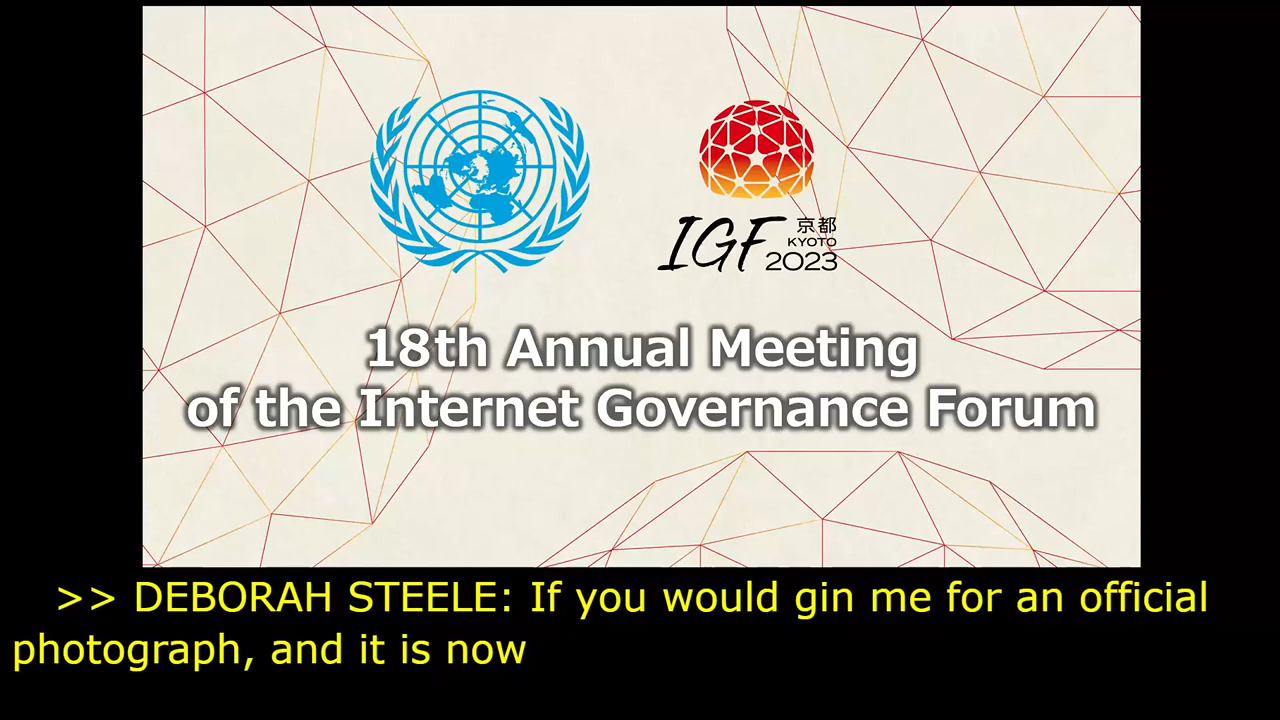 IGF 京都
KYOTO
2023
18th Annual Meeting
of the Internet Governance Forum
>> DEBORAH STEELE: If you would gin me for an official
photograph, and it is now